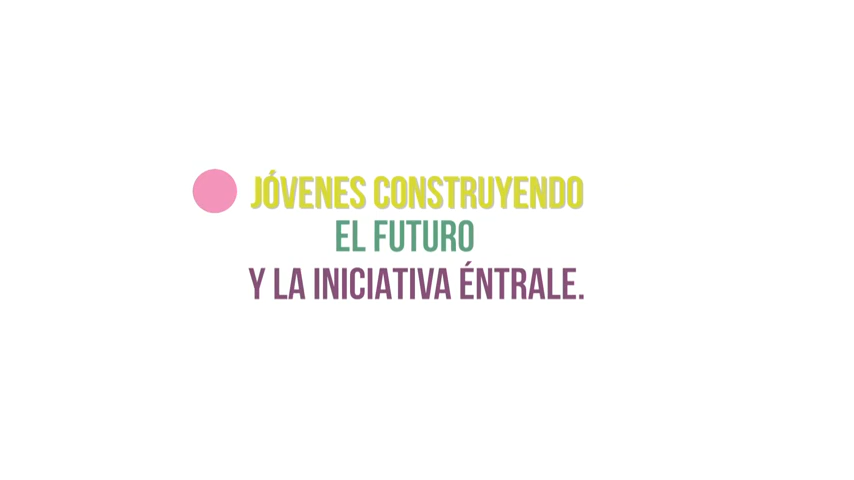 JÓVENES CONSTRUYENDO
EL FUTURO
Y LA INICIATIVA ÉNTRALE.